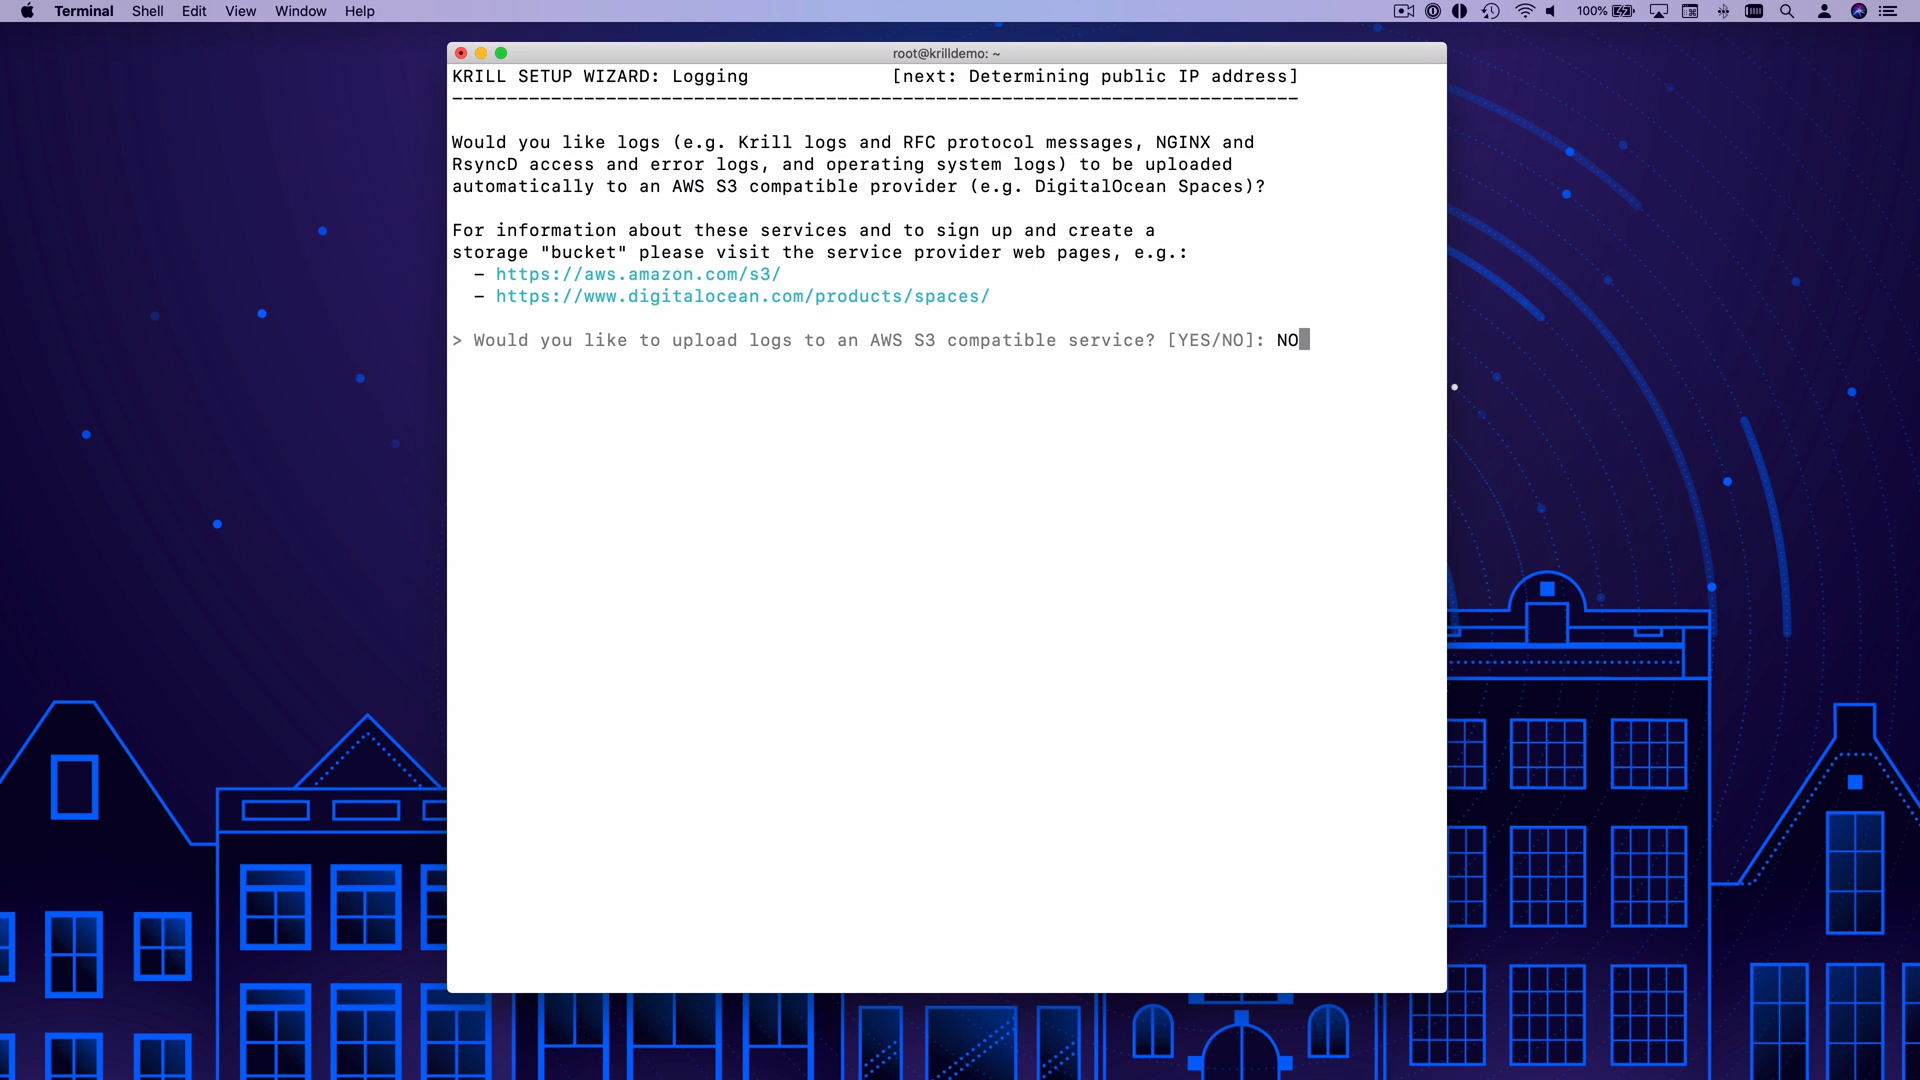 Terminal Shell Edit View Window Help 100%
root@krilldemo: ~
KRILL SETUP WIZARD: Logging [next: Determining public IP address]
-----------------------------------------------------------------------------
Would you like logs (e.g. Krill logs and RFC protocol messages, NGINX and
RsyncD access and error logs, and operating system logs) to be uploaded
automatically to an AWS S3 compatible provider (e.g. DigitalOcean Spaces)?
For information about these services and to sign up and create a
storage "bucket" please visit the service provider web pages, e.g.:
- https://aws.amazon.com/s3/
- https://www.digitalocean.com/products/spaces/
> Would you like to upload logs to an AWS S3 compatible service? [YES/NO]: NO